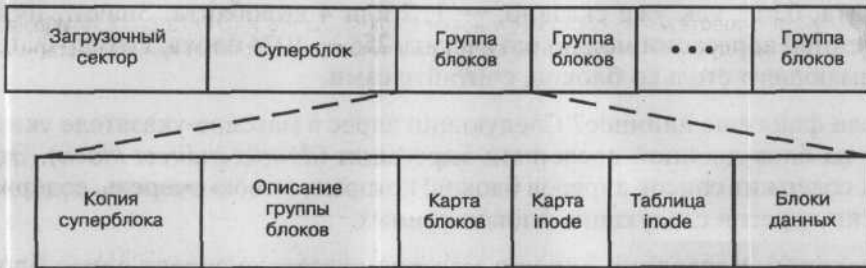 Загрузочный
сектор
Суперблок
Группа
блоков
Группа
блоков
Группа
блоков
Копия
суперблока
Описание
группы
блоков
Карта
блоков
Карта
inode
Таблица
inode
Блоки
данных